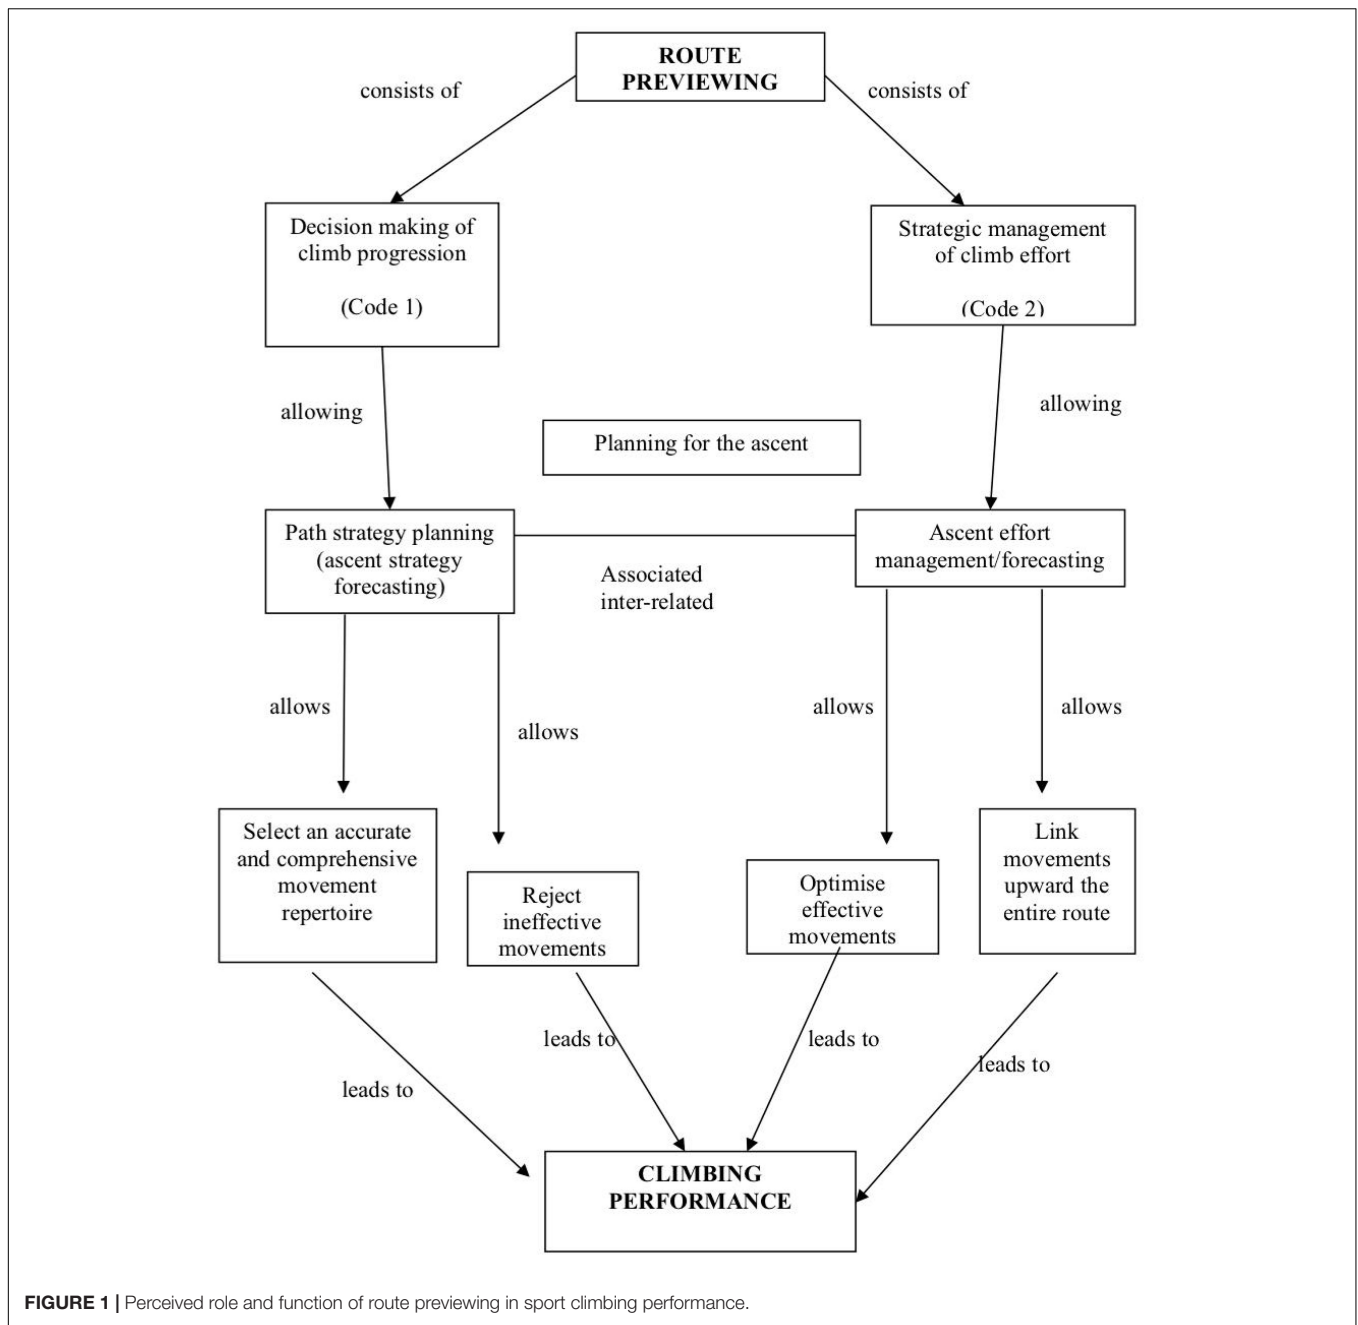 ROUTE
PREVIEWING
consists of
consists of
Decision making of
climb progression
(Code 1)
Strategic management
of climb effort
(Code 2)
allowing
allowing
Planning for the ascent
Path strategy planning
(ascent strategy
forecasting)
Ascent effort
management/forecasting
Associated
inter-related
allows
allows
allows
allows
Select an accurate
and comprehensive
movement
repertoire
Reject
ineffective
movements
Optimise
effective
movements
Link
movements
upward the
entire route
leads to
leads to
leads to
leads to
CLIMBING
PERFORMANCE
FIGURE 1 | Perceived role and function of route previewing in sport climbing performance.